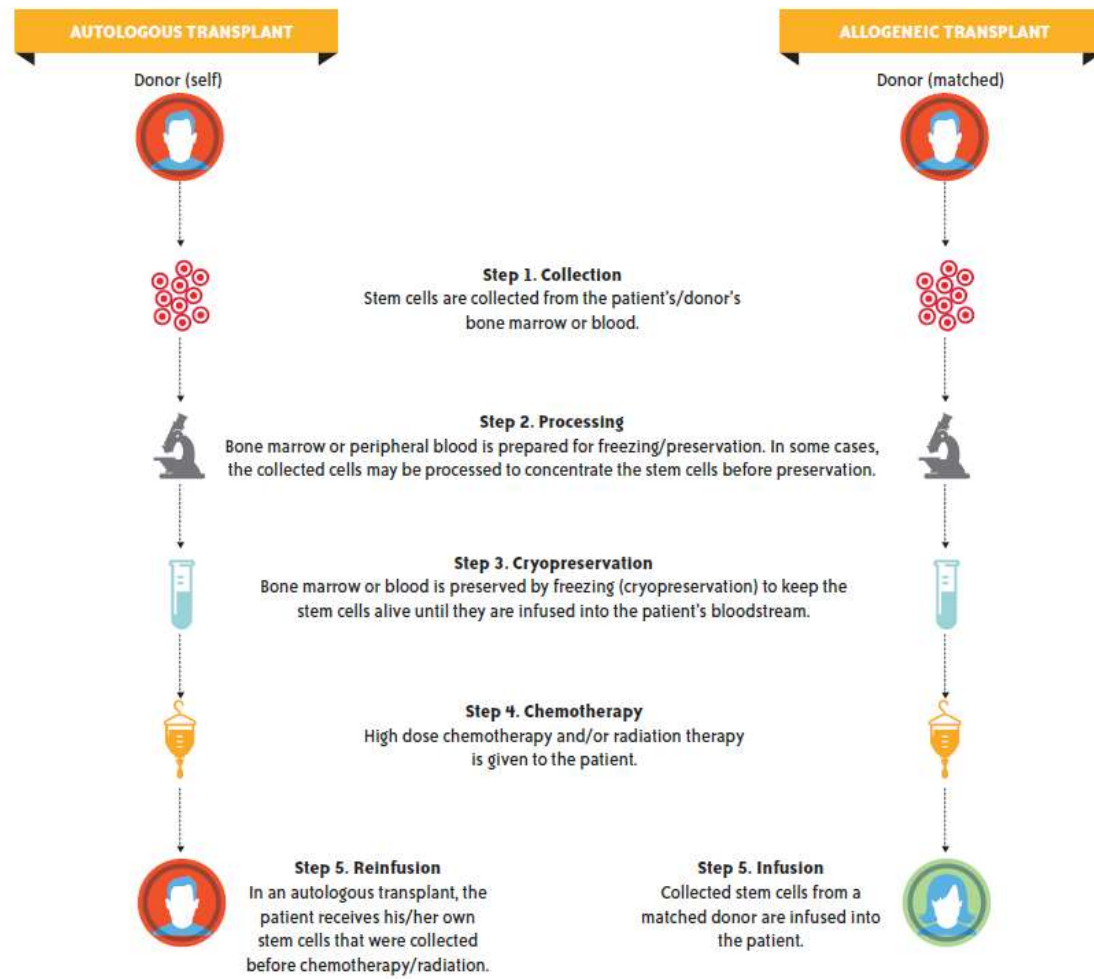 AUTOLOGOUS TRANSPLANT
ALLOGENEIC TRANSPLANT
Donor (self)
Donor (matched)
Step 1. Collection
Stem cells are collected from the patient's/donor's
bone marrow or blood.
Step 2. Processing
Bone marrow or peripheral blood is prepared for freezing/preservation. In some cases,
the collected cells may be processed to concentrate the stem cells before preservation.
Step 3. Cryopreservation
Bone marrow or blood is preserved by freezing (cryopreservation) to keep the
stem cells alive until they are infused into the patient's bloodstream.
Step 4. Chemotherapy
High dose chemotherapy and/or radiation therapy
is given to the patient.
Step 5. Reinfusion
In an autologous transplant, the
patient receives his/her own
stem cells that were collected
before chemotherapy/radiation.
Step 5. Infusion
Collected stem cells from a
matched donor are infused into
the patient.